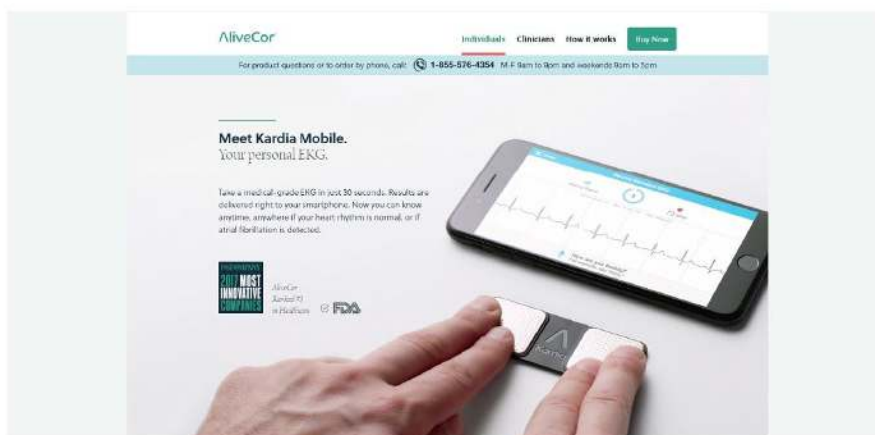 AliveCor
Individuals Clinicians How it works Buy Now
For product questions or to order by phone, call: 1-855-576-4354 M-F 9am to 9pm and weekends 9am to 5pm
Meet Kardia Mobile.
Your personal EKG.
Take a medical-grade EKG in just 30 seconds. Results are
delivered right to your smartphone. Now you can know
anytime, anywhere if your heart rhythm is normal, or if
atrial fibrillation is detected.
2017 MOST
INNOVATIVE
COMPANIES
AliveCor
Ranked #1
in Healthcare
FDA
Kardia